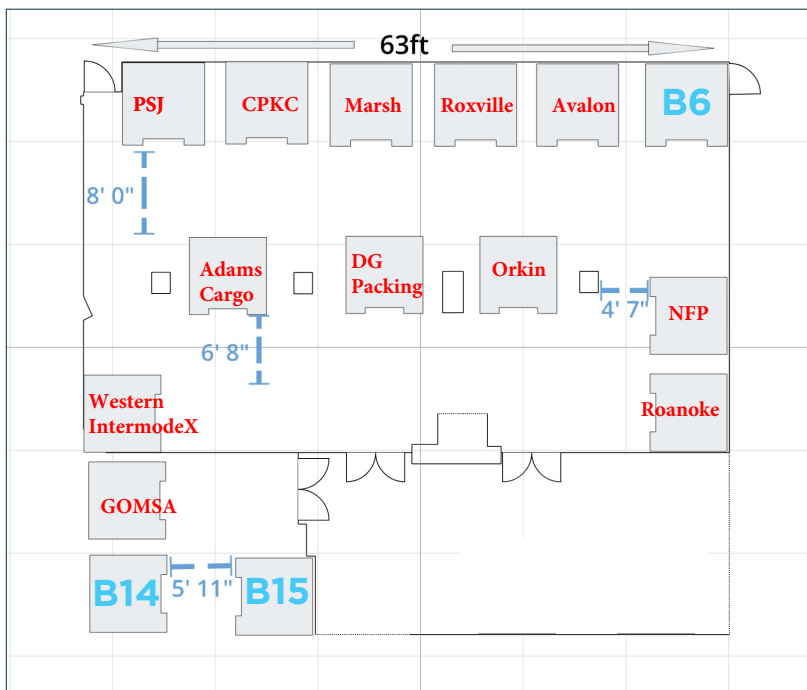 63ft
PSJ
CPKC
Marsh
Roxville
Avalon
B6
8' 0"
Adams
Cargo
DG
Packing
Orkin
4' 7"
NFP
6' 8"
Western
IntermodeX
Roanoke
GOMSA
B14
5' 11"
B15